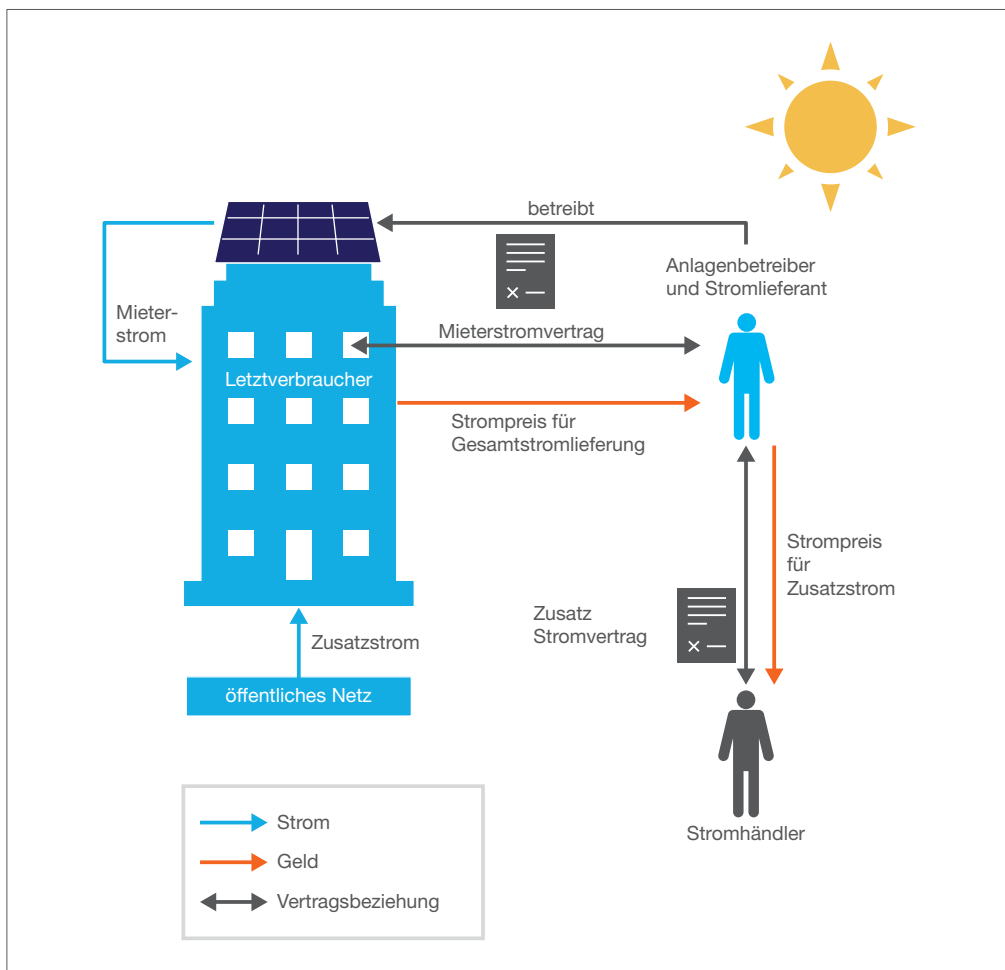 betreibt
Anlagenbetreiber
und Stromlieferant
Mieter-
strom
Mieterstromvertrag
Letztverbraucher
Strompreis für
Gesamtstromlieferung
Strompreis
für
Zusatzstrom
Zusatz
Stromvertrag
Zusatzstrom
öffentliches Netz
Stromhändler
Strom
Geld
Vertragsbeziehung